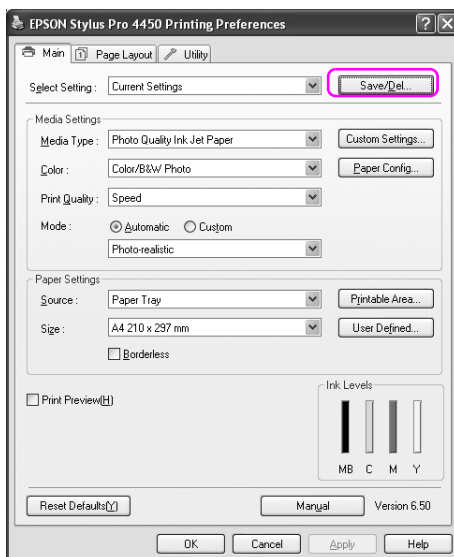 EPSON Stylus Pro 4450 Printing Preferences
Main Page Layout Utility
Select Setting : Current Settings Save/Del...
Media Settings
Media Type : Photo Quality Ink Jet Paper Custom Settings...
Color : Color/B&W Photo Paper Config...
Print Quality : Speed
Mode : Automatic Custom
Photo-realistic
Paper Settings
Source : Paper Tray Printable Area...
Size : A4 210 x 297 mm User Defined...
Borderless
Ink Levels
Print Preview(H)
MB C M Y
Reset Defaults(Y) Manual Version 6.50
OK Cancel Apply Help